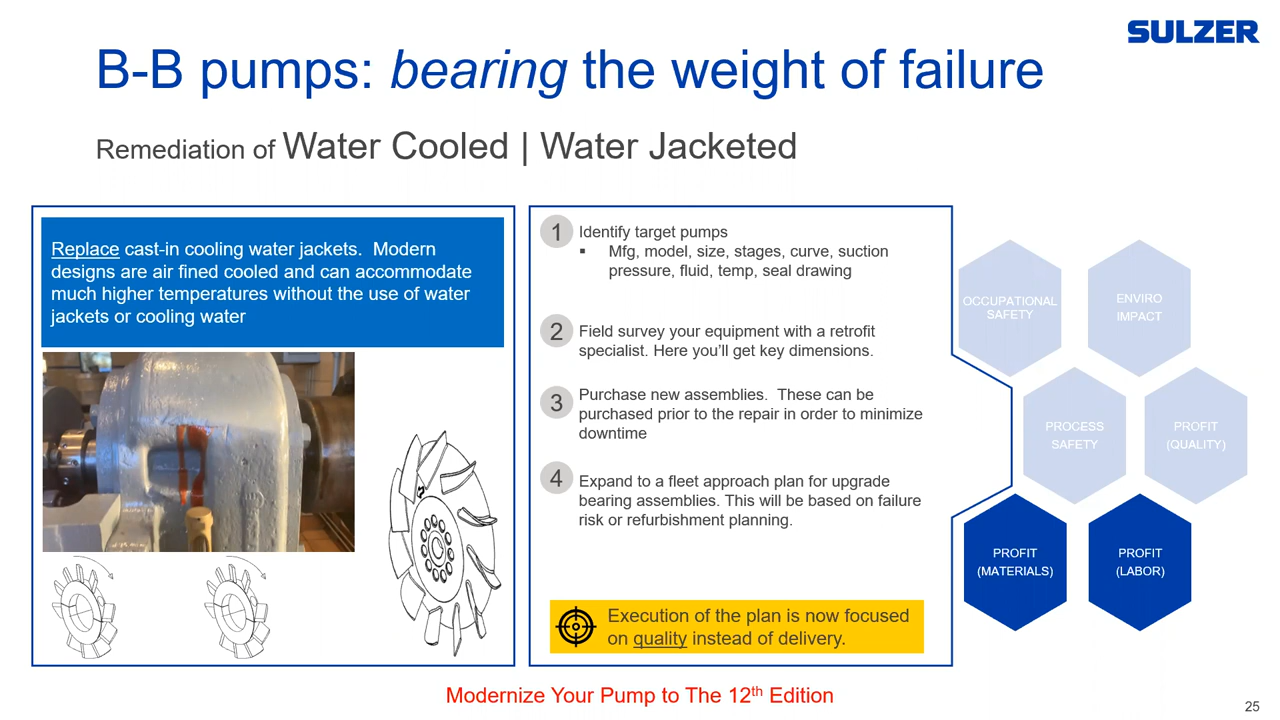 SULZER
B-B pumps: bearing the weight of failure
Remediation of Water Cooled | Water Jacketed
Replace cast-in cooling water jackets. Modern
designs are air fined cooled and can accommodate
much higher temperatures without the use of water
jackets or cooling water
1 Identify target pumps
▪ Mfg, model, size, stages, curve, suction
pressure, fluid, temp, seal drawing
2 Field survey your equipment with a retrofit
specialist. Here you’ll get key dimensions.
3 Purchase new assemblies. These can be
purchased prior to the repair in order to minimize
downtime
4 Expand to a fleet approach plan for upgrade
bearing assemblies. This will be based on failure
risk or refurbishment planning.
Execution of the plan is now focused
on quality instead of delivery.
OCCUPATIONAL
SAFETY
ENVIRO
IMPACT
PROCESS
SAFETY
PROFIT
(QUALITY)
PROFIT
(MATERIALS)
PROFIT
(LABOR)
Modernize Your Pump to The 12th Edition
25